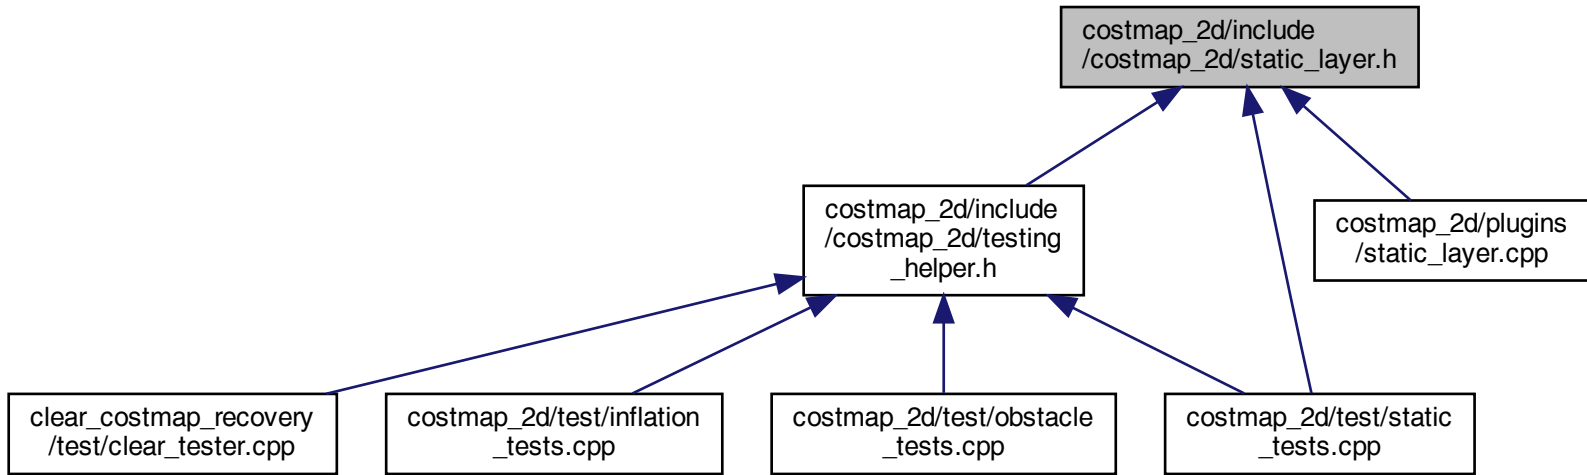 costmap_2d/include
/costmap_2d/static_layer.h
costmap_2d/include
/costmap_2d/testing
_helper.h
costmap_2d/plugins
/static_layer.cpp
clear_costmap_recovery
/test/clear_tester.cpp
costmap_2d/test/inflation
_tests.cpp
costmap_2d/test/obstacle
_tests.cpp
costmap_2d/test/static
_tests.cpp